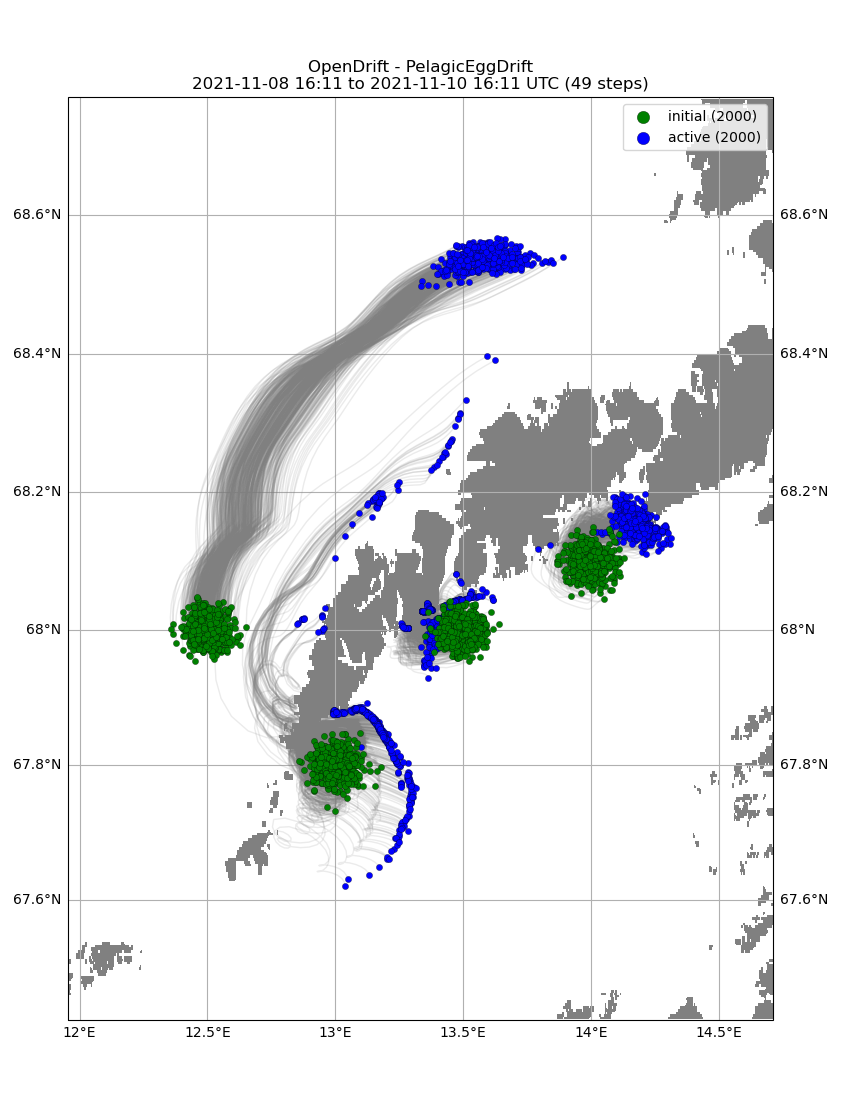 OpenDrift - PelagicEggDrift
2021-11-08 16:11 to 2021-11-10 16:11 UTC (49 steps)
initial (2000)
active (2000)
68.6°N
68.6°N
68.4°N
68.4°N
68.2°N
68.2°N
68°N
68°N
67.8°N
67.8°N
67.6°N
67.6°N
12°E
12.5°E
13°E
13.5°E
14°E
14.5°E